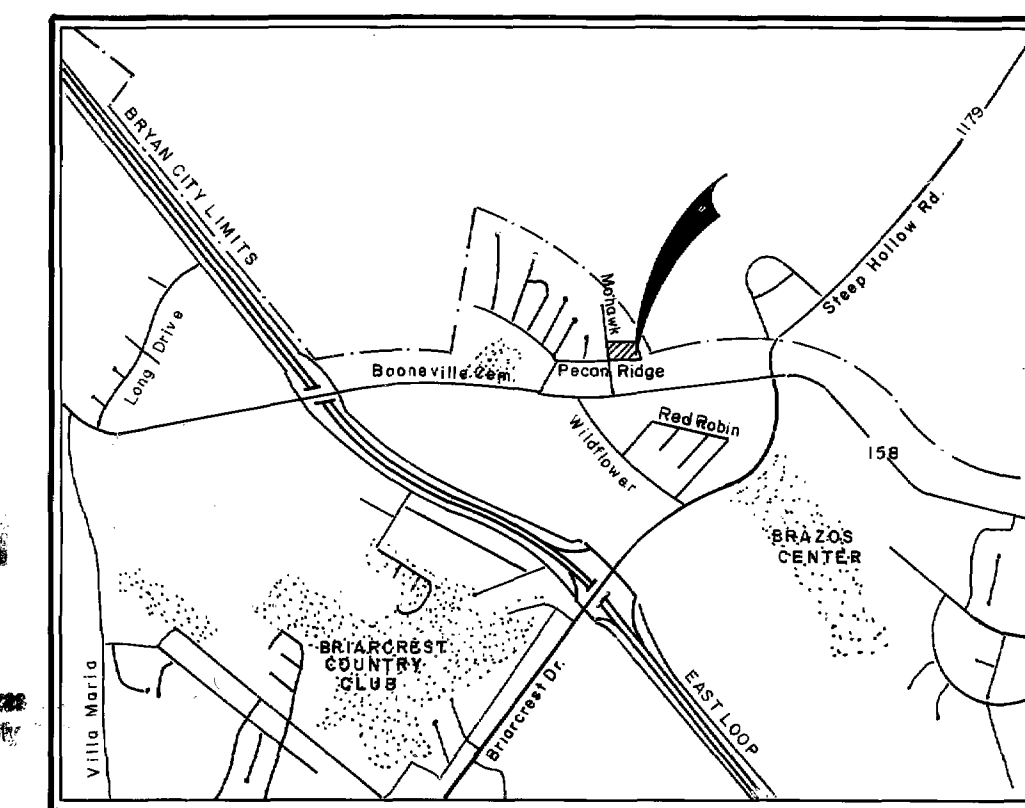 BRYAN CITY LIMITS
1179
Steep Hollow Rd.
Mohawk
Long Drive
Booneville Cem.
Pecan Ridge
Wildflower
Red Robin
158
BRAZOS
CENTER
BRIARCREST
COUNTRY
CLUB
Villa Maria
Briarcrest Dr.
EAST LOOP